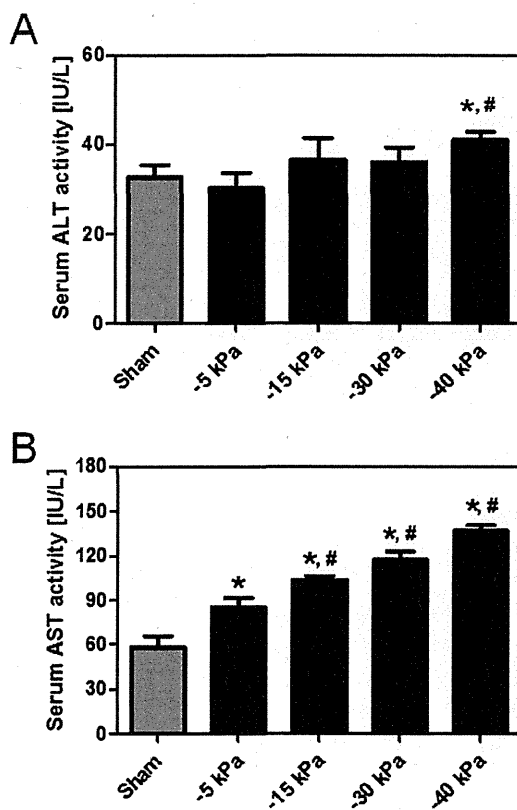 A
Serum ALT activity [IU/L]
60
40
20
0
*, #
Sham
-5 kPa
-15 kPa
-30 kPa
-40 kPa
B
Serum AST activity [IU/L]
180
150
120
90
60
30
0
*
*, #
*, #
*, #
Sham
-5 kPa
-15 kPa
-30 kPa
-40 kPa